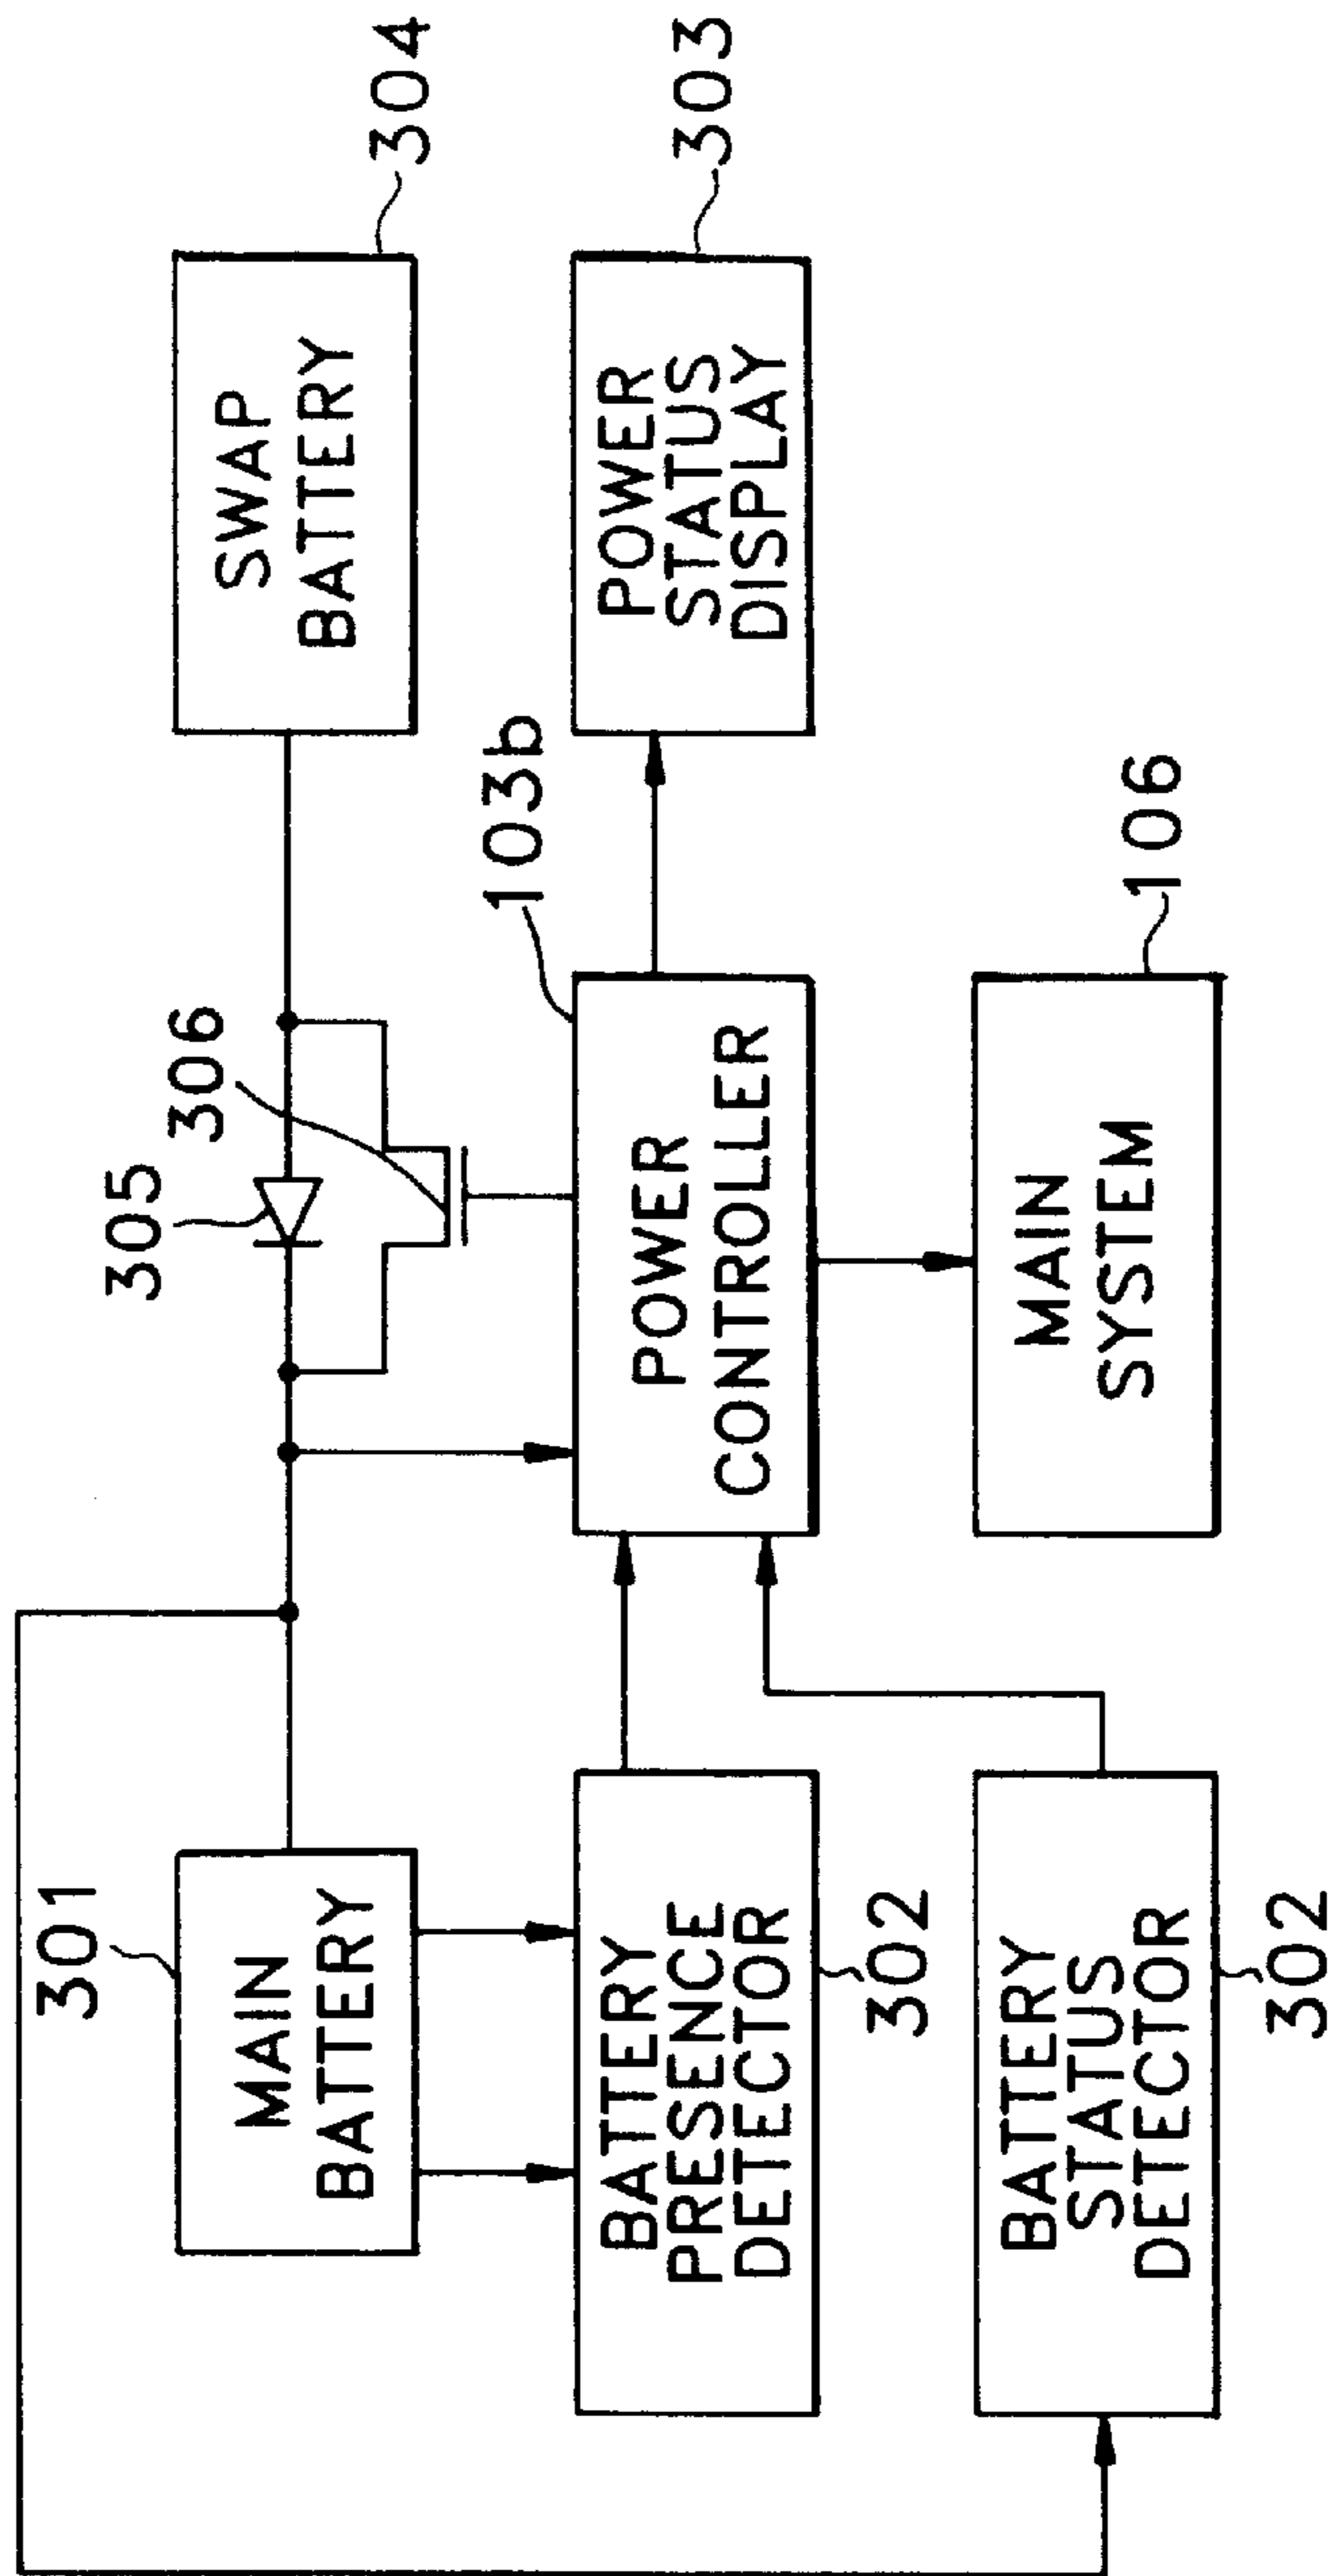 301
MAIN
BATTERY
305
306
SWAP
BATTERY
304
BATTERY
PRESENCE
DETECTOR
302
POWER
CONTROLLER
103b
POWER
STATUS
DISPLAY
303
BATTERY
STATUS
DETECTOR
302
MAIN
SYSTEM
106